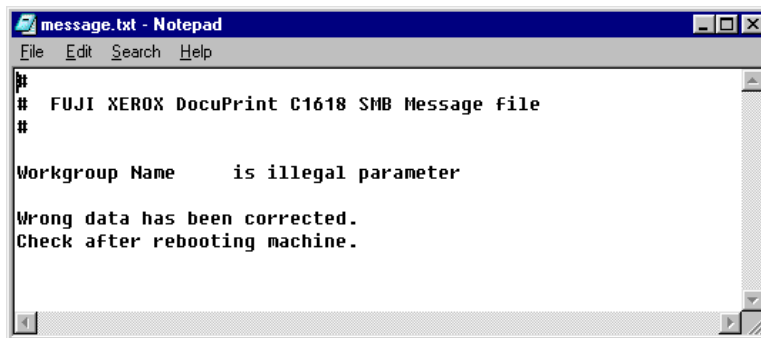 message.txt - Notepad
File Edit Search Help
#
# FUJI XEROX DocuPrint C1618 SMB Message file
#
Workgroup Name is illegal parameter
Wrong data has been corrected.
Check after rebooting machine.